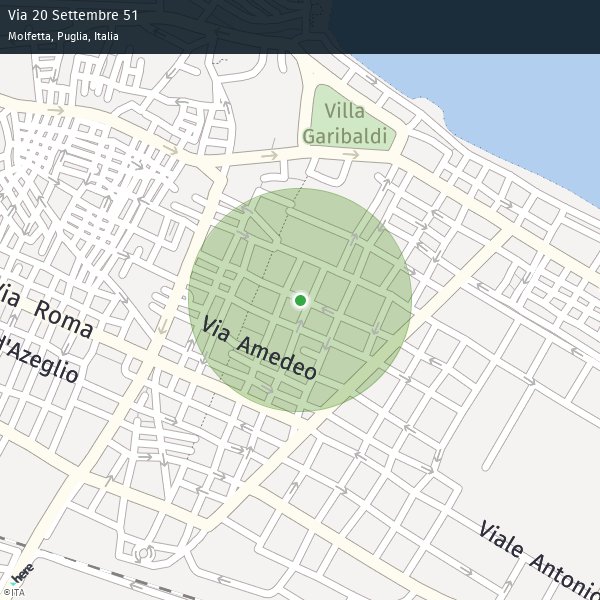 Via 20 Settembre 51
Molfetta, Puglia, Italia
Villa
Garibaldi
Via Roma
d'Azeglio
Via Amedeo
Viale Antonio
here
©ITA